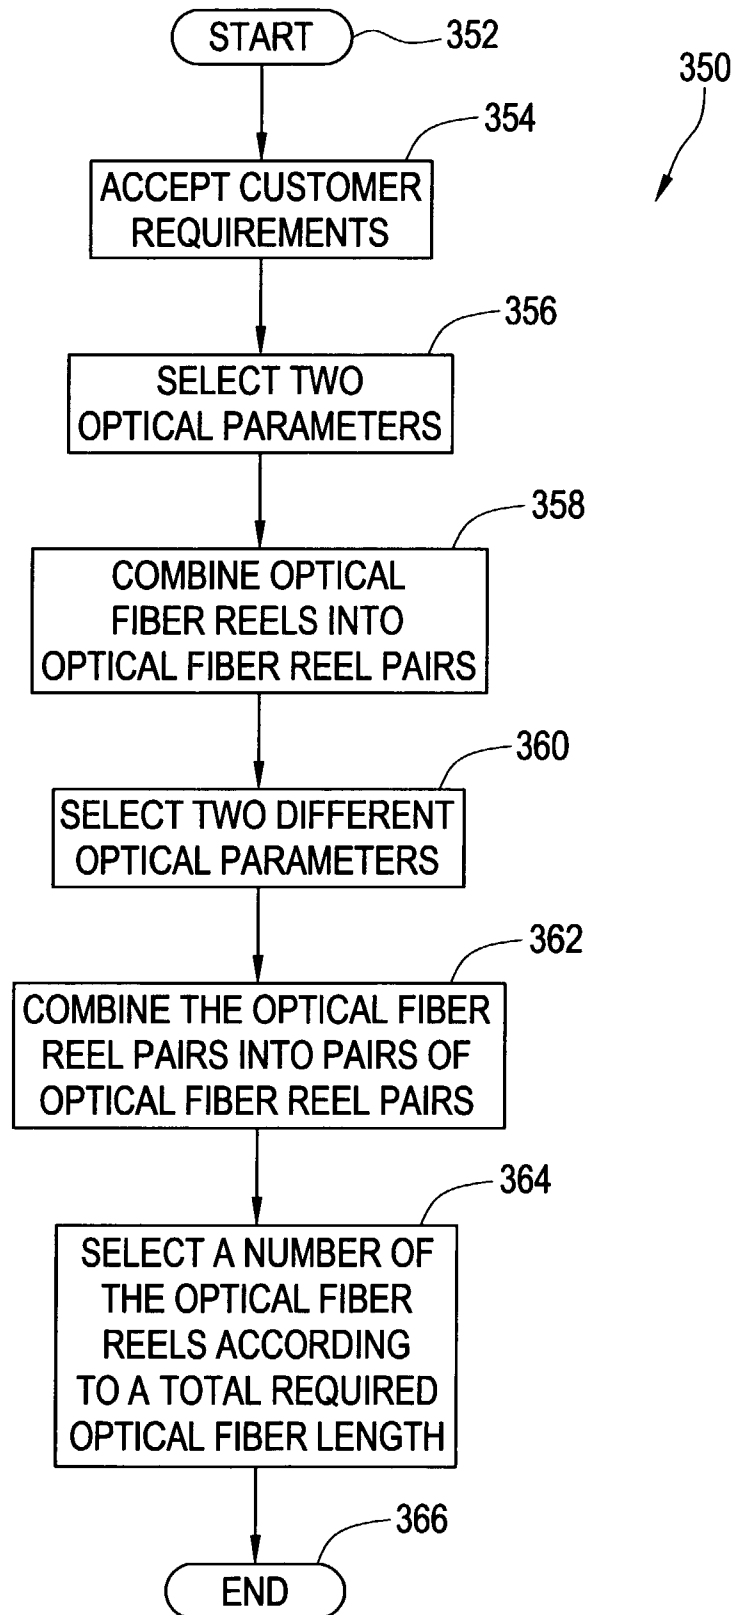 START
352
350
354
ACCEPT CUSTOMER
REQUIREMENTS
356
SELECT TWO
OPTICAL PARAMETERS
358
COMBINE OPTICAL
FIBER REELS INTO
OPTICAL FIBER REEL PAIRS
360
SELECT TWO DIFFERENT
OPTICAL PARAMETERS
362
COMBINE THE OPTICAL FIBER
REEL PAIRS INTO PAIRS OF
OPTICAL FIBER REEL PAIRS
364
SELECT A NUMBER OF
THE OPTICAL FIBER
REELS ACCORDING
TO A TOTAL REQUIRED
OPTICAL FIBER LENGTH
366
END